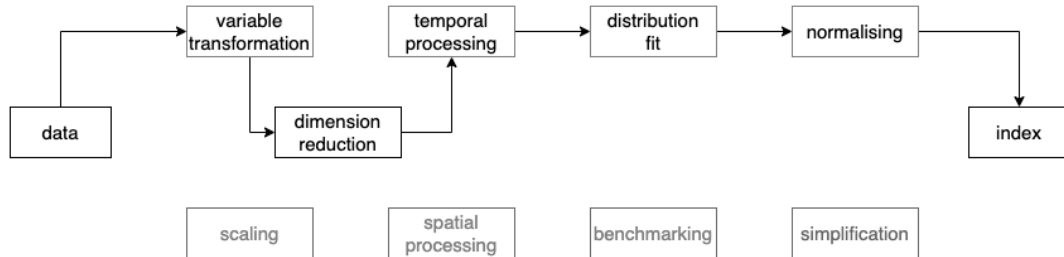 variable
transformation
temporal
processing
distribution
fit
normalising
data
dimension
reduction
index
scaling
spatial
processing
benchmarking
simplification